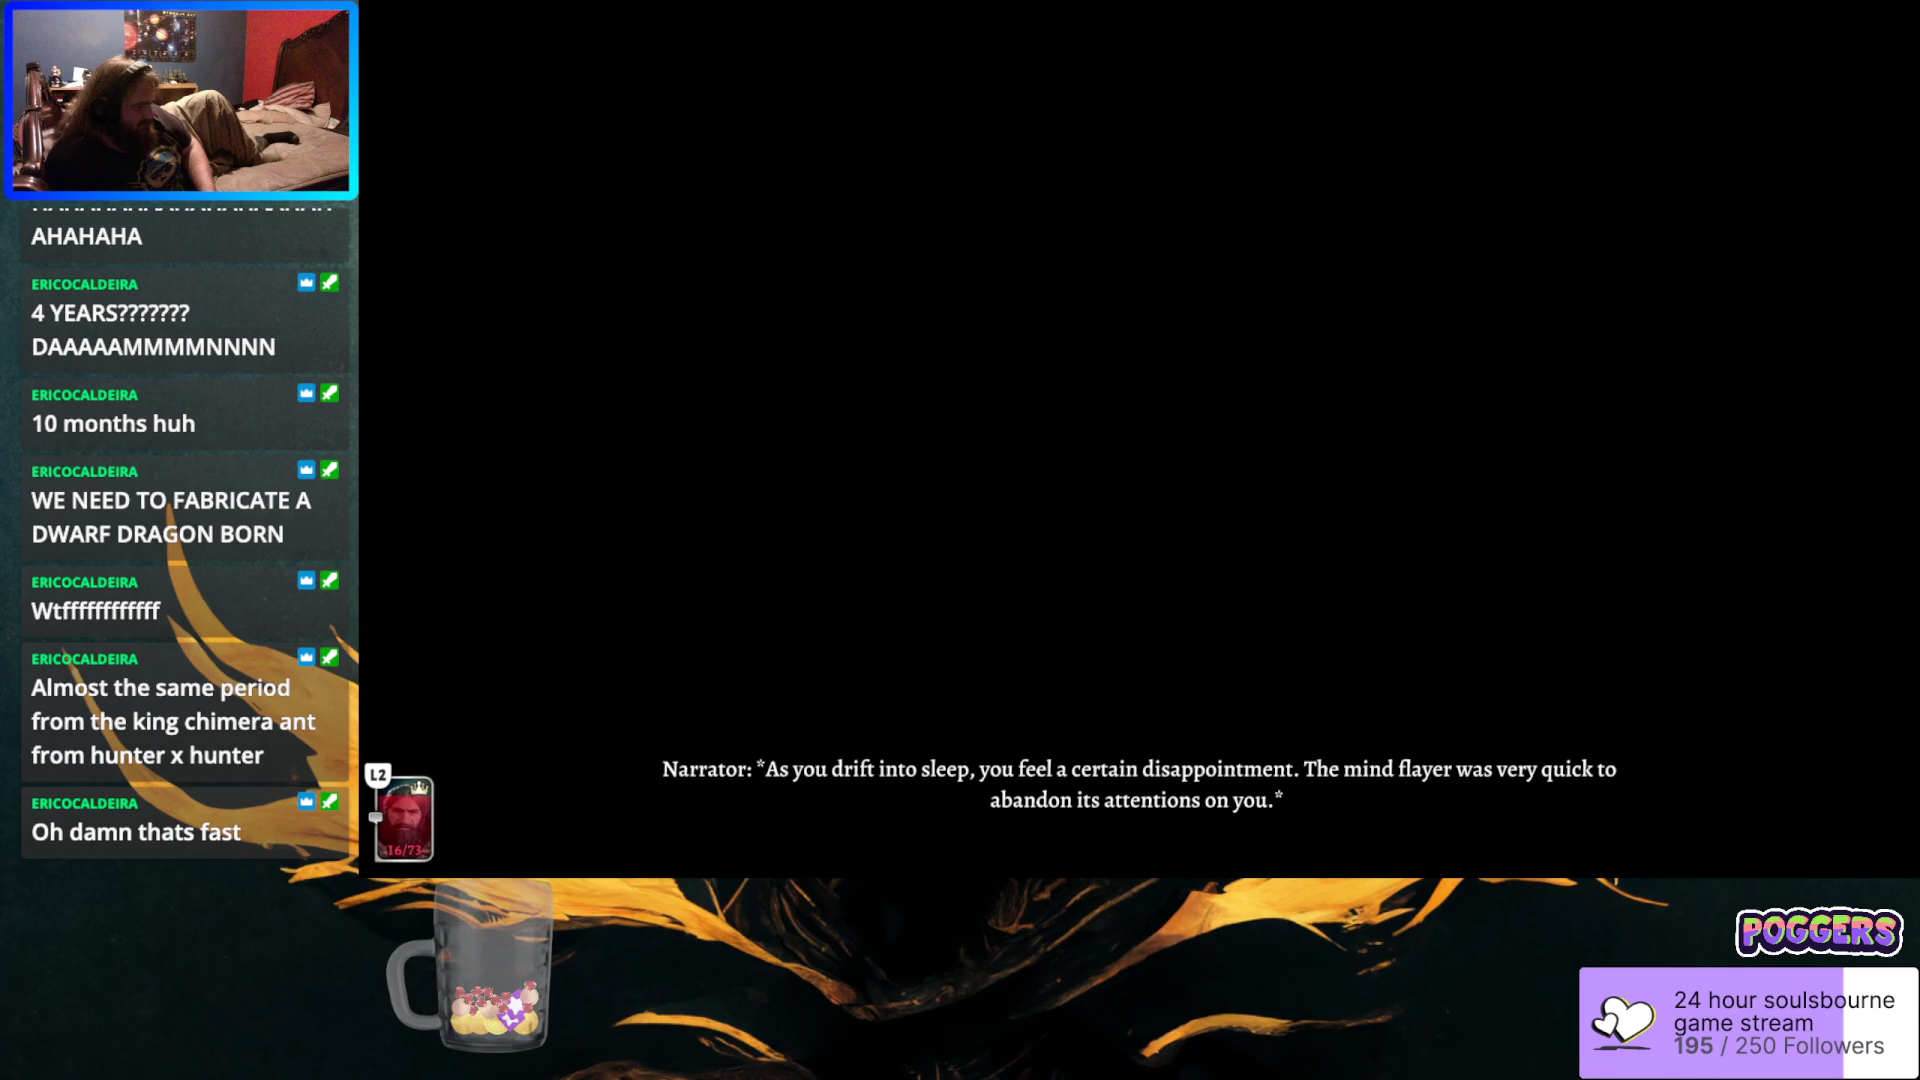 AHAHAHA
ERICOCALDEIRA
4 YEARS???????
DAAAAAMMMMNNNN
ERICOCALDEIRA
10 months huh
ERICOCALDEIRA
WE NEED TO FABRICATE A
DWARF DRAGON BORN
ERICOCALDEIRA
Wtfffffffffffff
ERICOCALDEIRA
Almost the same period
from the king chimera ant
from hunter x hunter
ERICOCALDEIRA
Oh damn thats fast
L2
16/73
Narrator: *As you drift into sleep, you feel a certain disappointment. The mind flayer was very quick to
abandon its attentions on you.*
POGGERS
24 hour soulsbourne
game stream
195 / 250 Followers